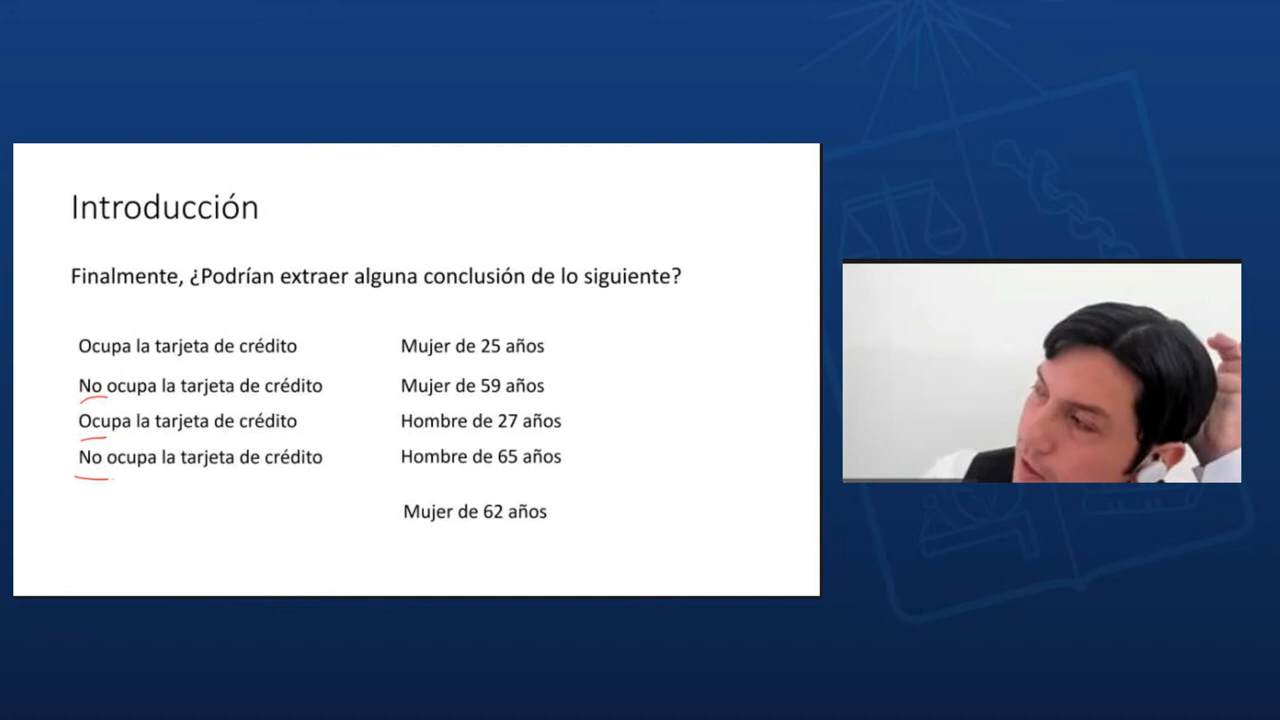 Introducción
Finalmente, ¿Podrían extraer alguna conclusión de lo siguiente?
Ocupa la tarjeta de crédito Mujer de 25 años
No ocupa la tarjeta de crédito Mujer de 59 años
Ocupa la tarjeta de crédito Hombre de 27 años
No ocupa la tarjeta de crédito Hombre de 65 años
Mujer de 62 años